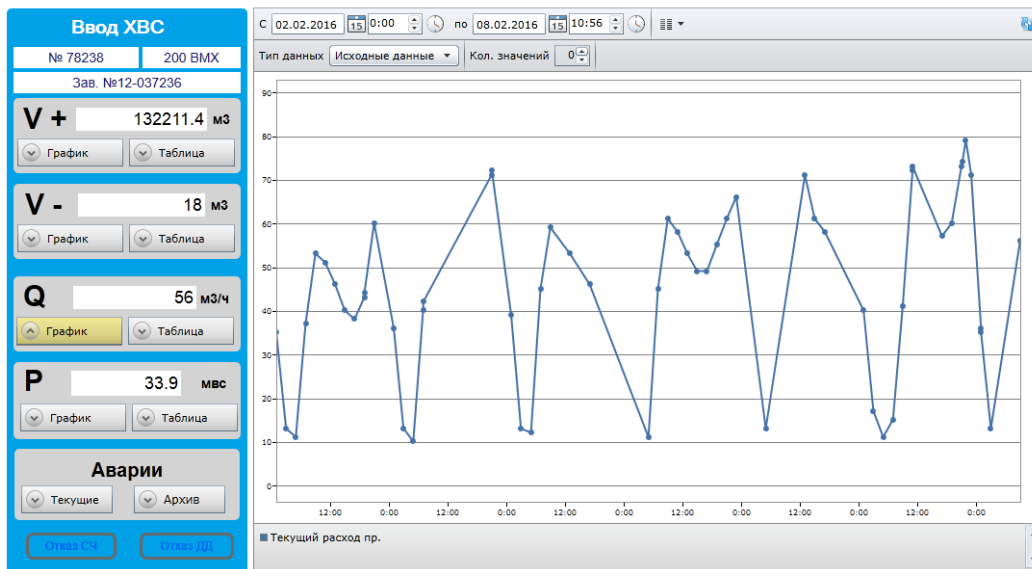 Ввод ХВС
№ 78238 200 ВМХ
Зав. №12-037236
V + 132211.4 м3
График Таблица
V - 18 м3
График Таблица
Q 56 м3/ч
График Таблица
P 33.9 мвс
График Таблица
Аварии
Текущие Архив
Отказ СЧ Отказ ДД
С 02.02.2016 15 0:00 по 08.02.2016 15 10:56
Тип данных Исходные данные Кол. значений 0
90
80
70
60
50
40
30
20
10
0
12:00 0:00 12:00 0:00 12:00 0:00 12:00 0:00 12:00 0:00 12:00 0:00
Текущий расход пр.